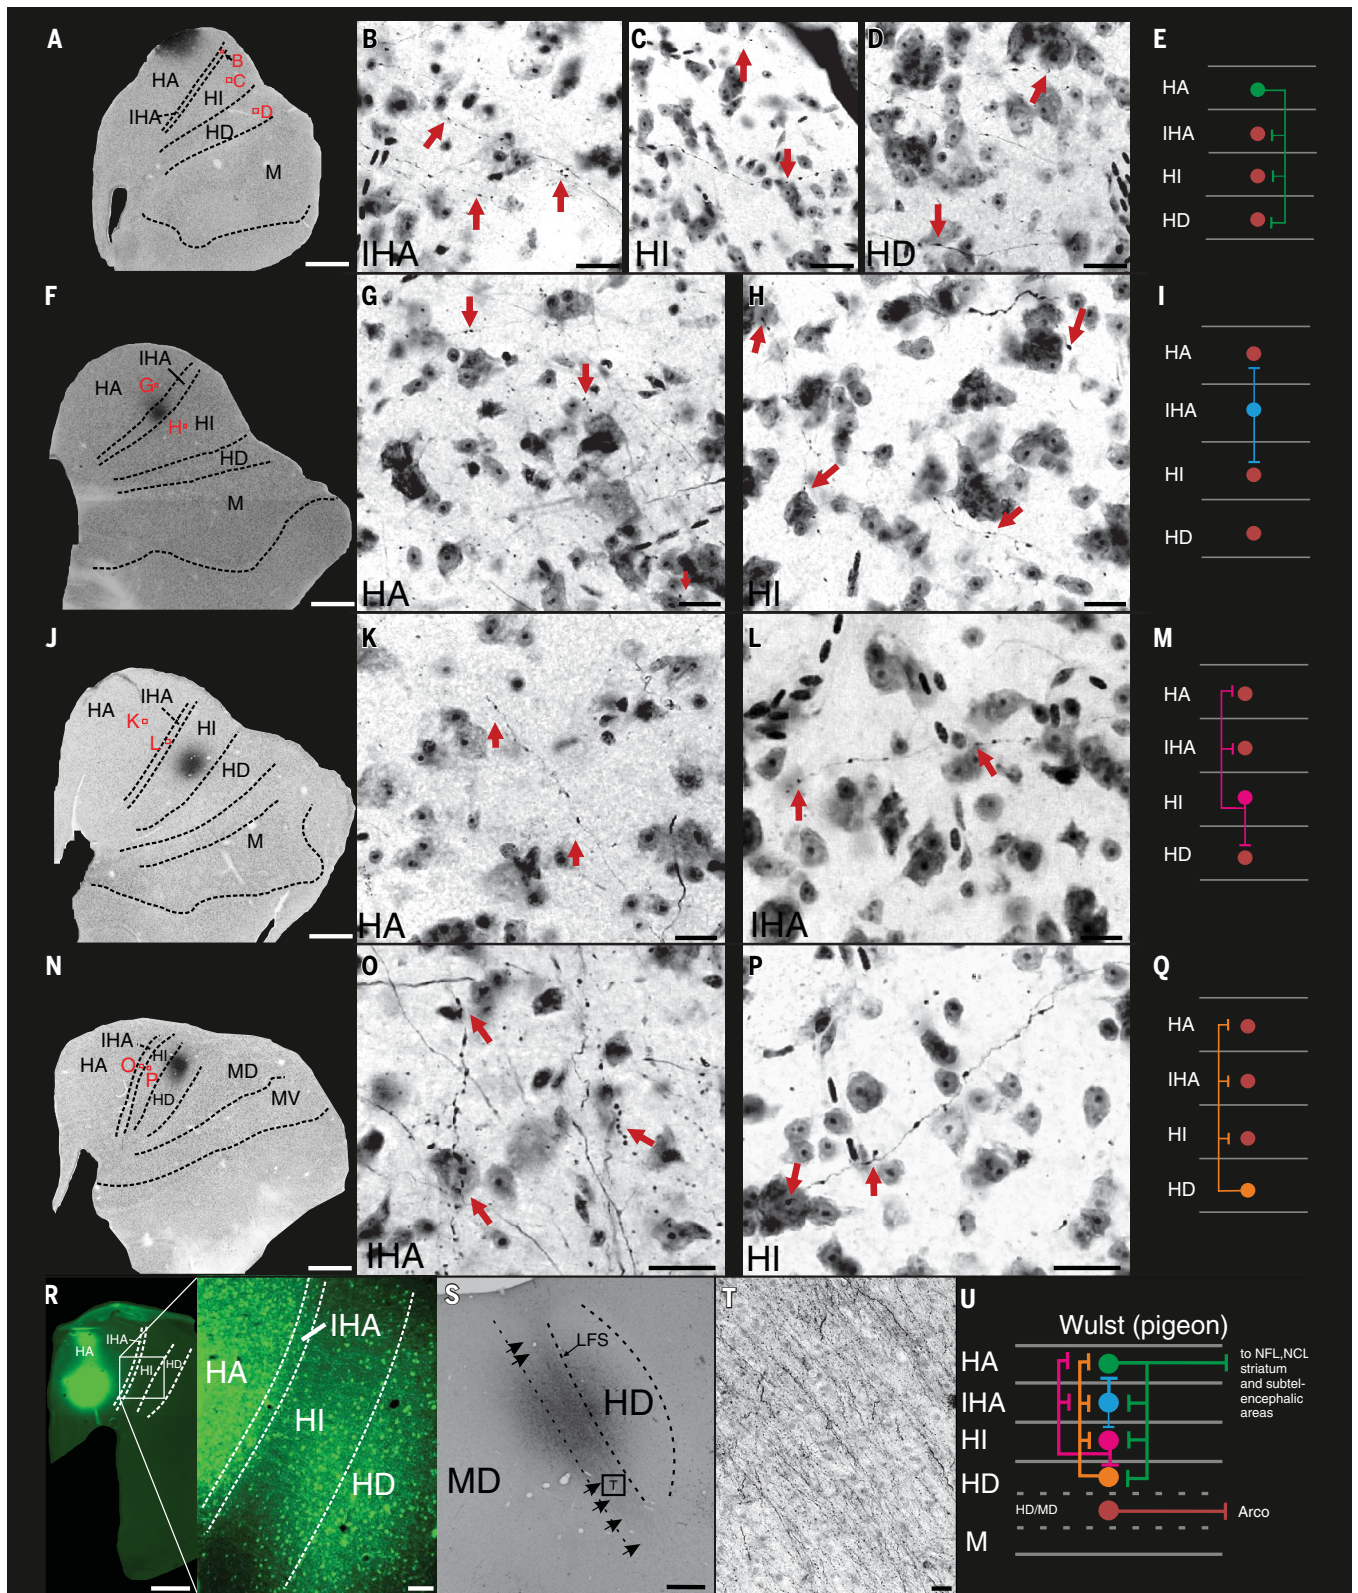 A
B
C
D
E
HA
IHA
HI
HD
M
B
C
D
IHA
HI
HD
HA
IHA
HI
HD
F
G
H
I
HA
IHA
HI
HD
M
G
H
HA
HI
HA
IHA
HI
HD
J
K
L
M
HA
IHA
HI
HD
M
K
L
HA
IHA
HA
IHA
HI
HD
N
O
P
Q
HA
IHA
HI
HD
MD
MV
O
P
IHA
HI
HA
IHA
HI
HD
R
S
T
U
IHA
HA
HI
HD
HA
IHA
HI
HD
LFS
HD
MD
T
Wulst (pigeon)
HA
IHA
HI
HD
HD/MD
M
to NFL,NCL
striatum
and subtel-
encephalic
areas
Arco